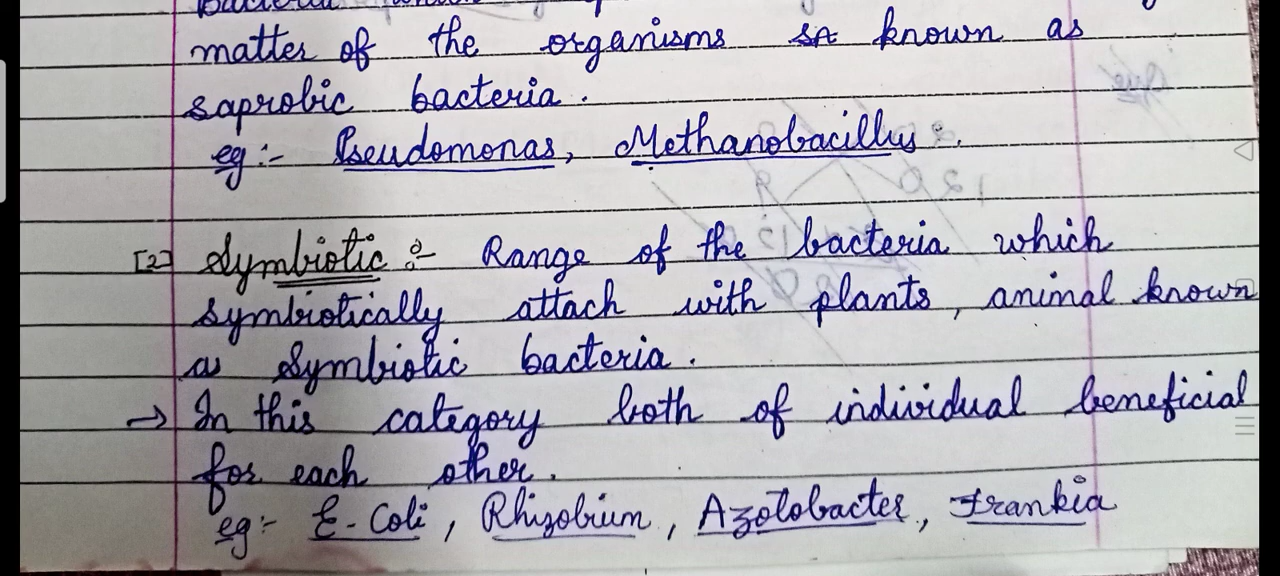 matter of the organisms known as
saprobic bacteria.
eg:- Pseudomonas, Methanobacillus.
[2] Symbiotic :- Range of the bacteria which
symbiotically attach with plants, animal known
as Symbiotic bacteria.
→ In this category both of individual beneficial
for each other.
eg:- E-Coli, Rhizobium, Azotobacter, Frankia